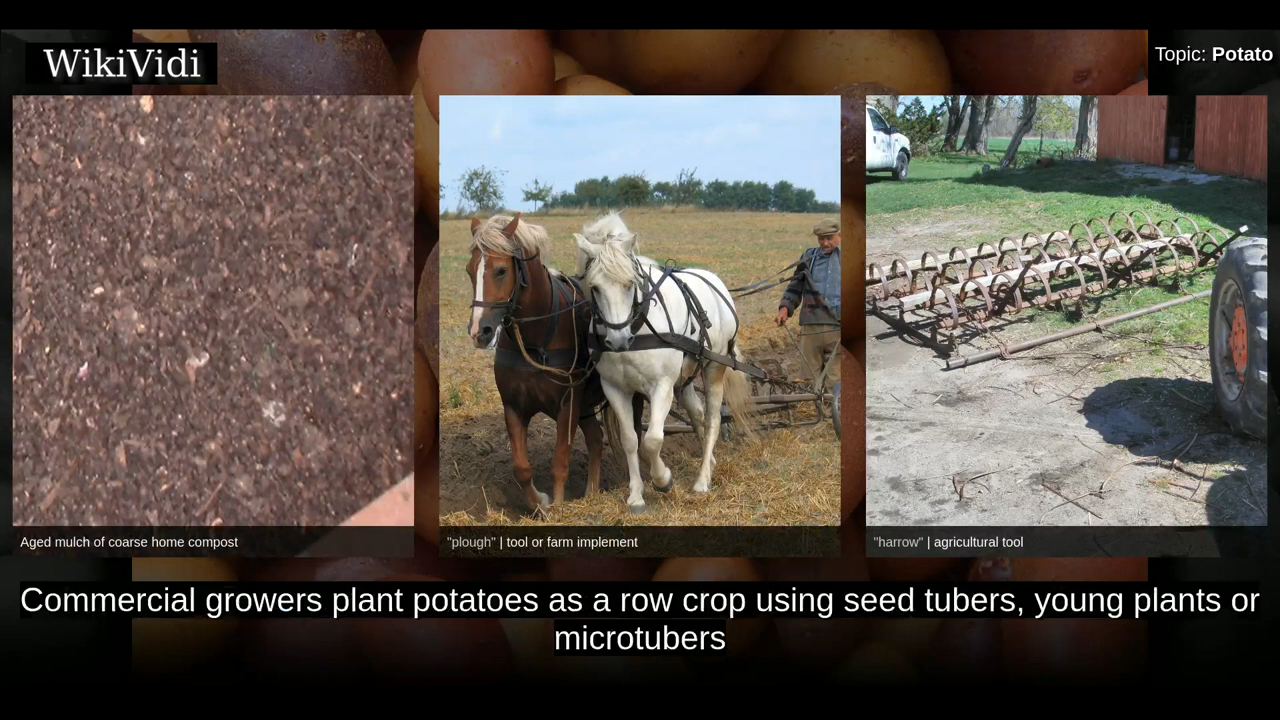 WikiVidi
Topic: Potato
Aged mulch of coarse home compost
"plough" | tool or farm implement
"harrow" | agricultural tool
Commercial growers plant potatoes as a row crop using seed tubers, young plants or
microtubers